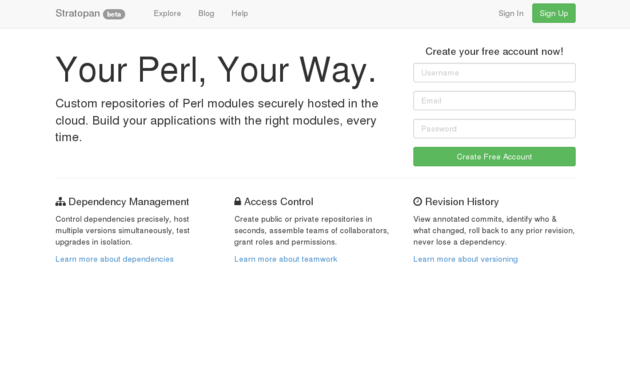 Stratopan beta Explore Blog Help Sign In Sign Up
Your Perl, Your Way.
Custom repositories of Perl modules securely hosted in the
cloud. Build your applications with the right modules, every
time.
Create your free account now!
Username
Email
Password
Create Free Account
Dependency Management
Control dependencies precisely, host
multiple versions simultaneously, test
upgrades in isolation.
Learn more about dependencies
Access Control
Create public or private repositories in
seconds, assemble teams of collaborators,
grant roles and permissions.
Learn more about teamwork
Revision History
View annotated commits, identify who &
what changed, roll back to any prior revision,
never lose a dependency.
Learn more about versioning